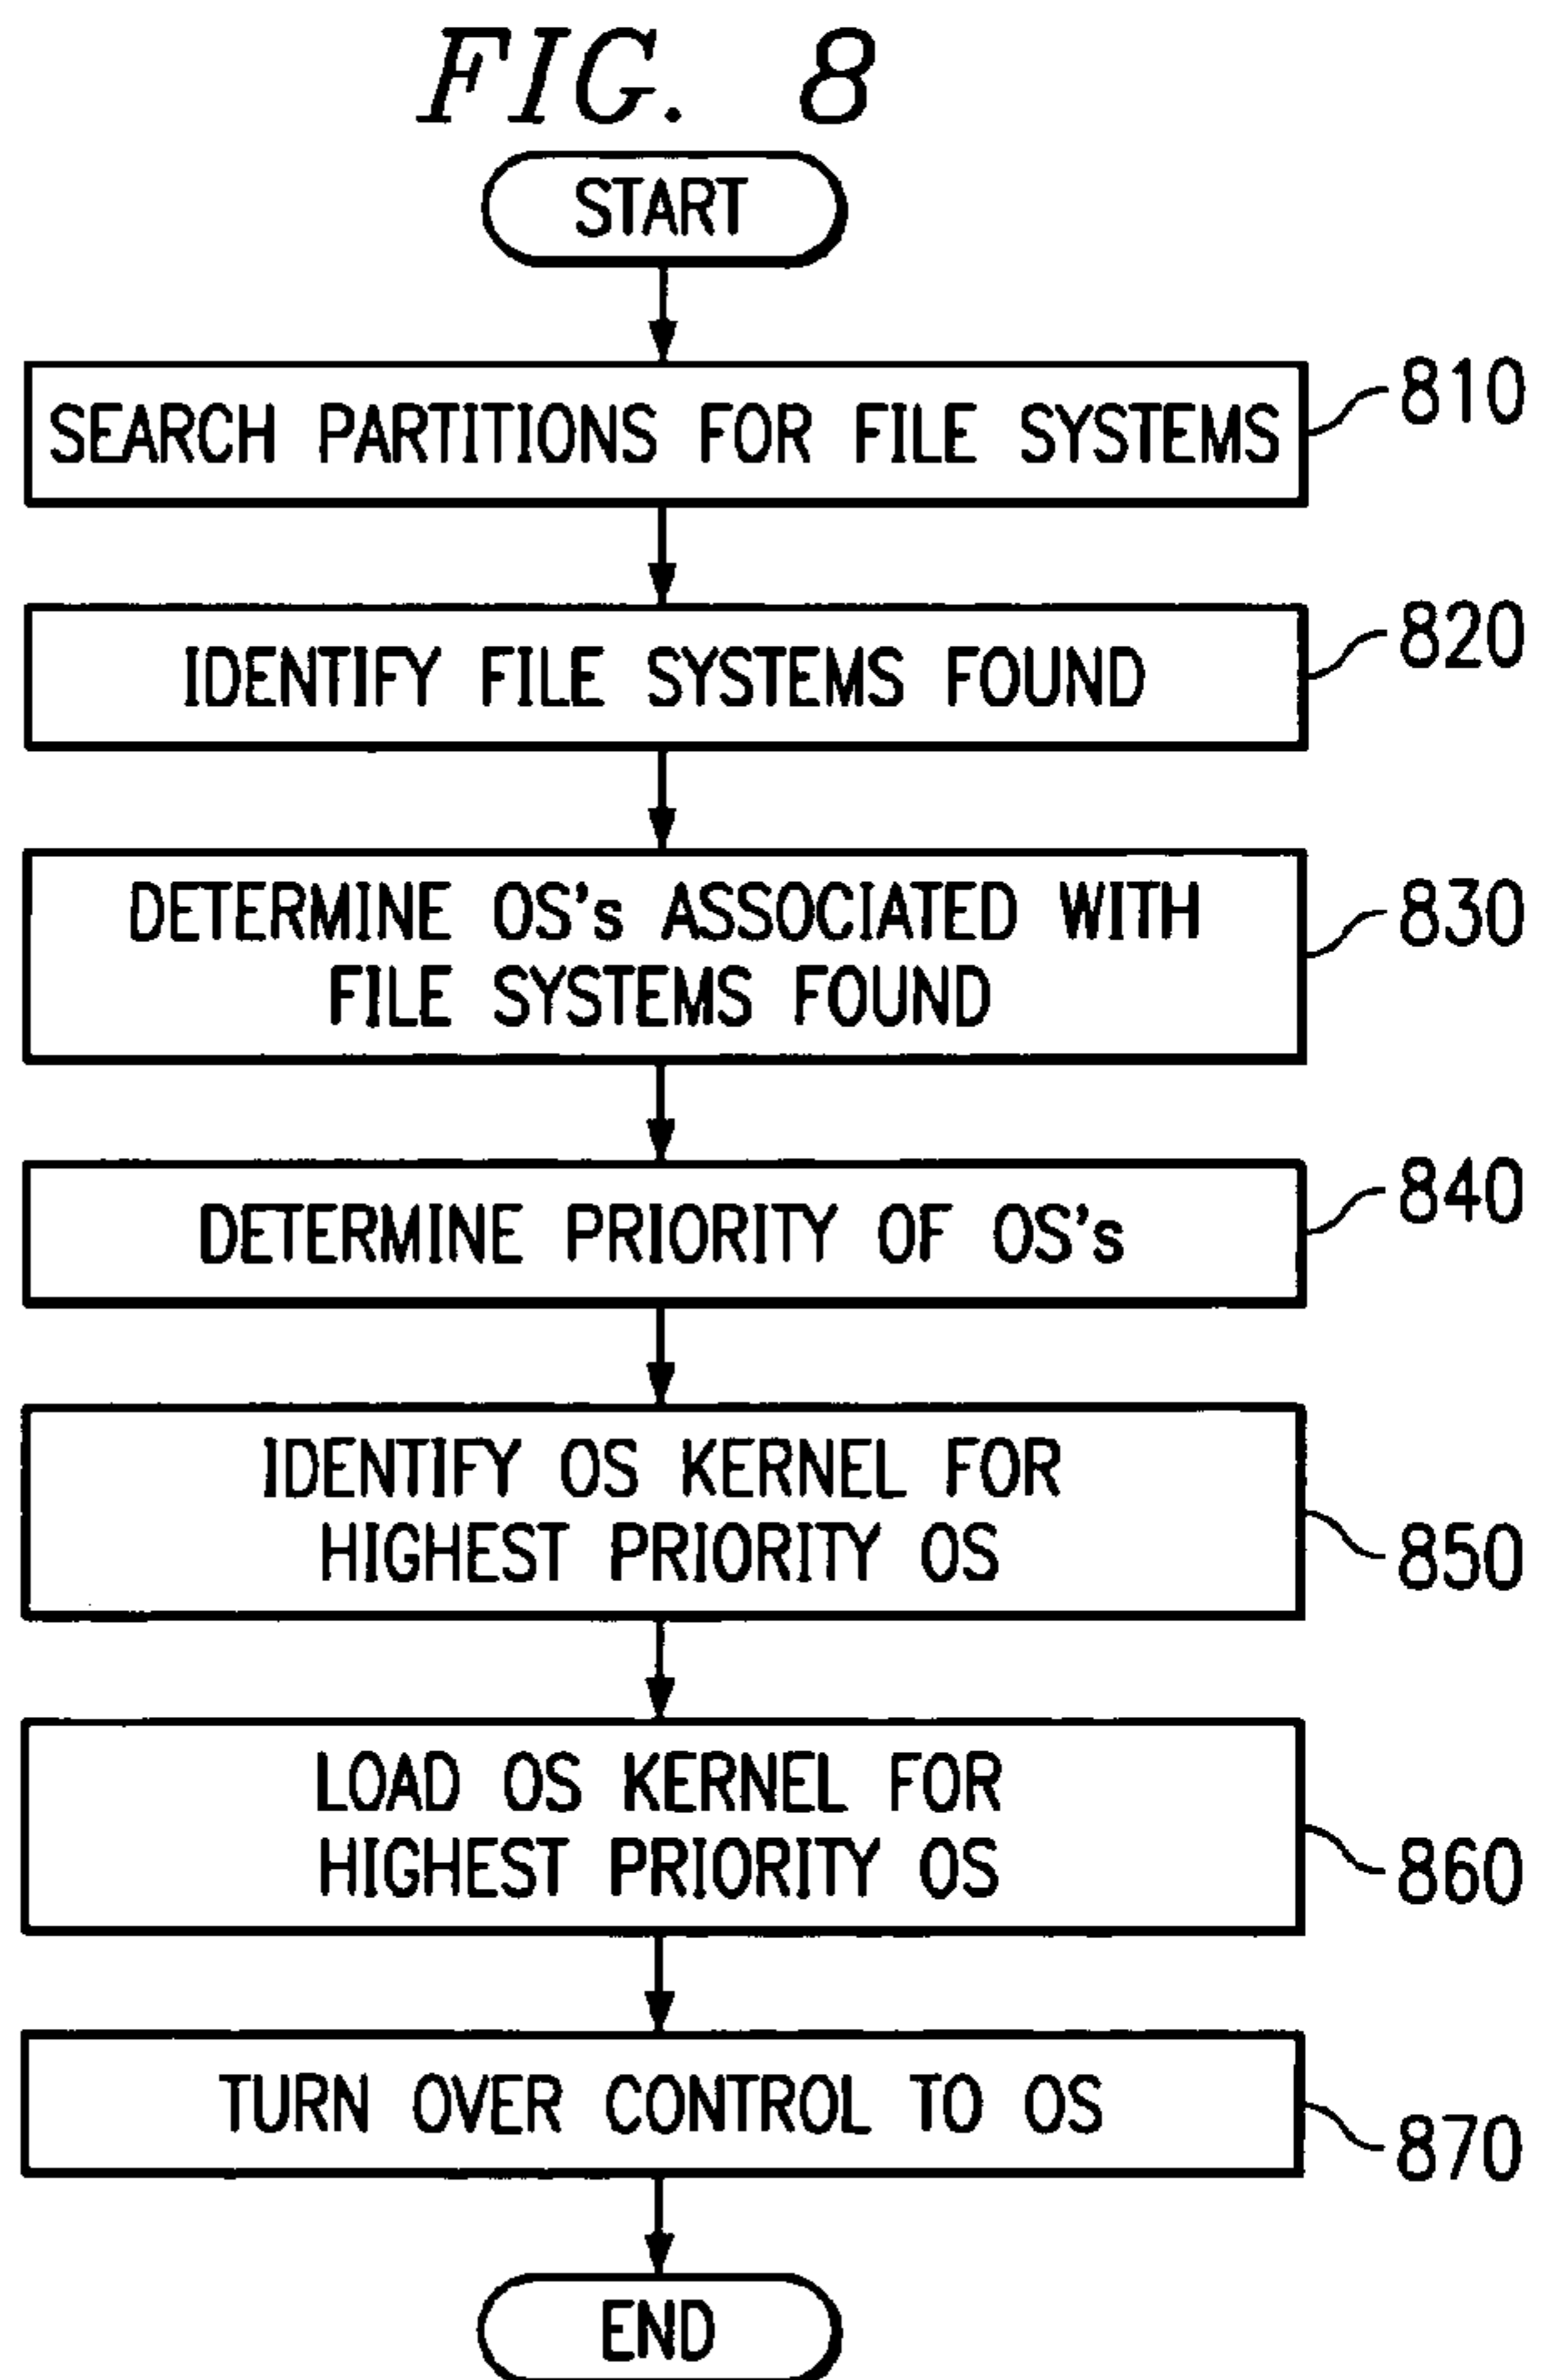 FIG. 8
START
SEARCH PARTITIONS FOR FILE SYSTEMS
810
IDENTIFY FILE SYSTEMS FOUND
820
DETERMINE OS's ASSOCIATED WITH
FILE SYSTEMS FOUND
830
DETERMINE PRIORITY OF OS's
840
IDENTIFY OS KERNEL FOR
HIGHEST PRIORITY OS
850
LOAD OS KERNEL FOR
HIGHEST PRIORITY OS
860
TURN OVER CONTROL TO OS
870
END